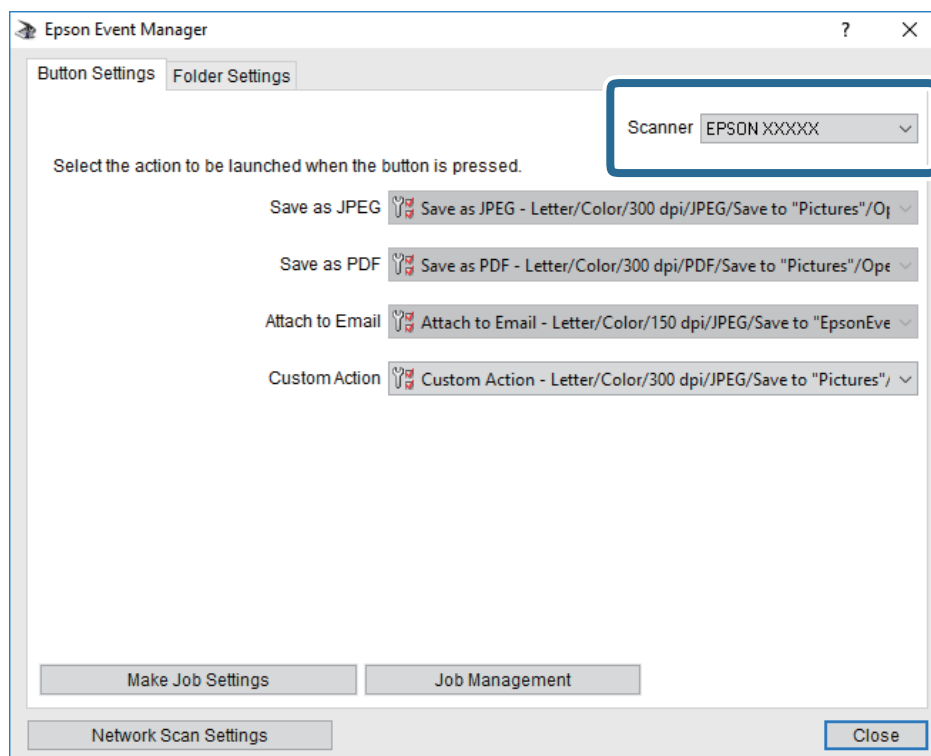 Epson Event Manager
Button Settings Folder Settings
Scanner EPSON XXXXX
Select the action to be launched when the button is pressed.
Save as JPEG Save as JPEG - Letter/Color/300 dpi/JPEG/Save to "Pictures"/Op
Save as PDF Save as PDF - Letter/Color/300 dpi/PDF/Save to "Pictures"/Ope
Attach to Email Attach to Email - Letter/Color/150 dpi/JPEG/Save to "EpsonEve
Custom Action Custom Action - Letter/Color/300 dpi/JPEG/Save to "Pictures"/
Make Job Settings Job Management
Network Scan Settings Close